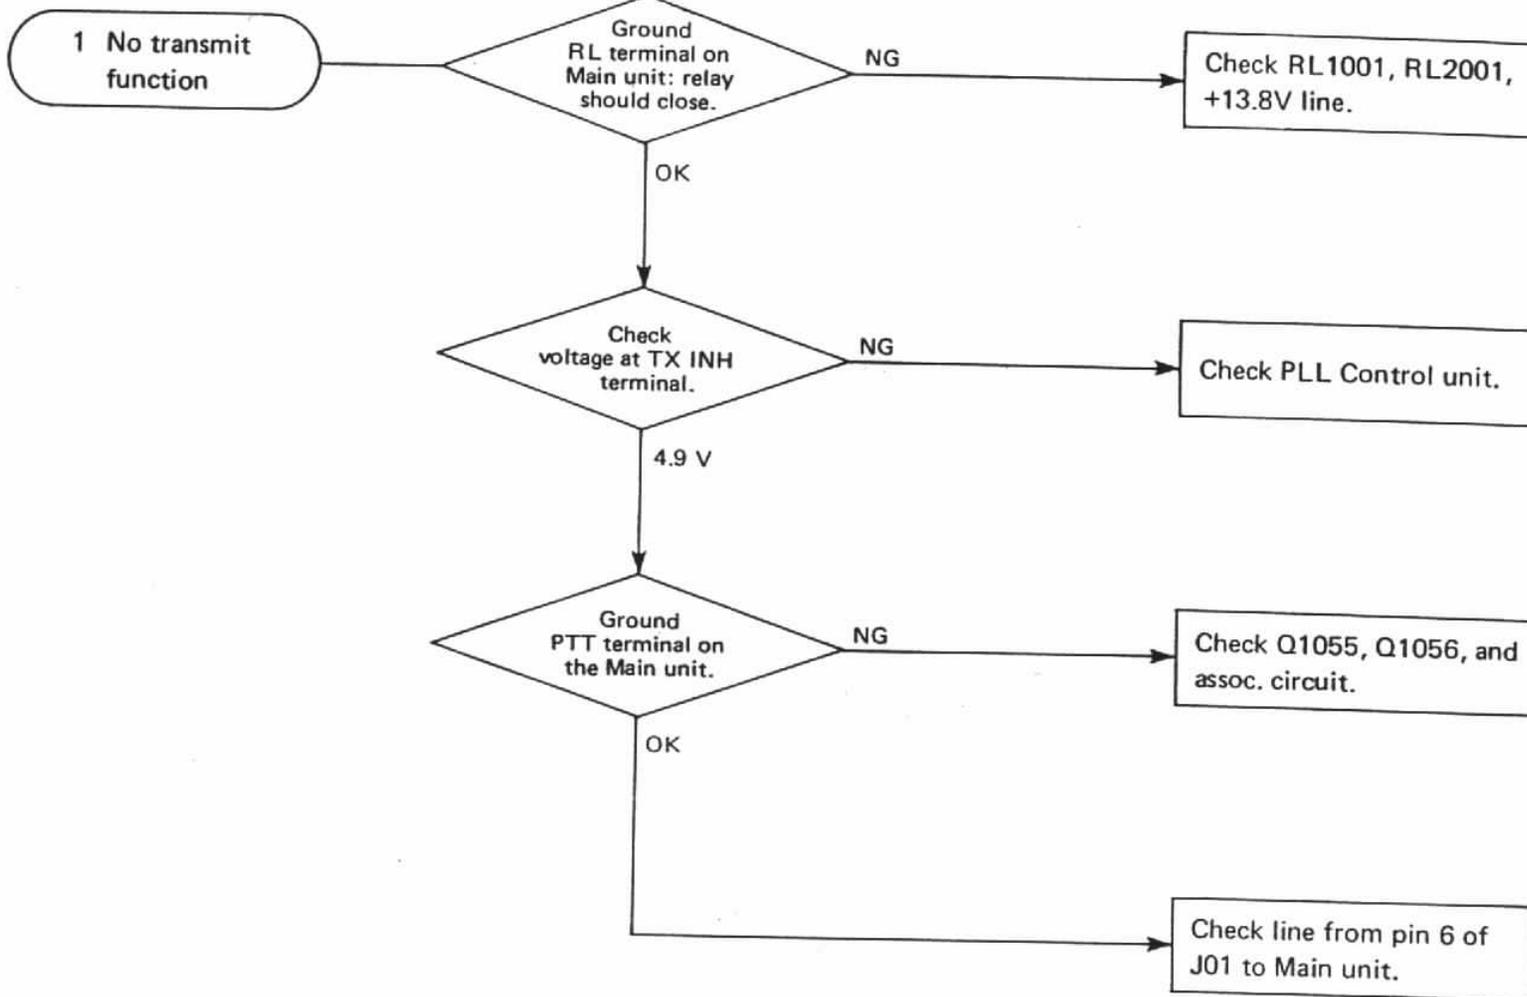 1 No transmit
function
Ground
RL terminal on
Main unit: relay
should close.
NG
Check RL1001, RL2001,
+13.8V line.
OK
Check
voltage at TX INH
terminal.
NG
Check PLL Control unit.
4.9 V
Ground
PTT terminal on
the Main unit.
NG
Check Q1055, Q1056, and
assoc. circuit.
OK
Check line from pin 6 of
J01 to Main unit.